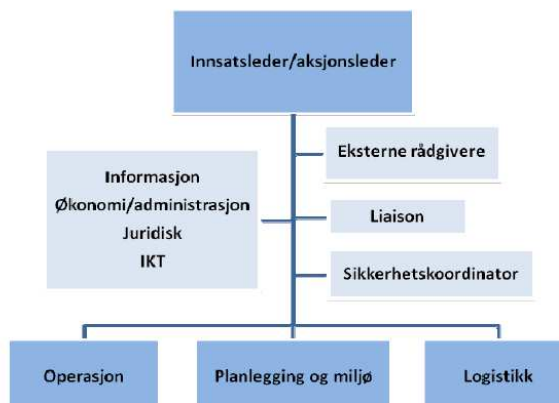 Innsatsleder/aksjonsleder
Eksterne rådgivere
Informasjon
Økonomi/administrasjon
Juridisk
IKT
Liaison
Sikkerhetskoordinator
Operasjon
Planlegging og miljø
Logistikk